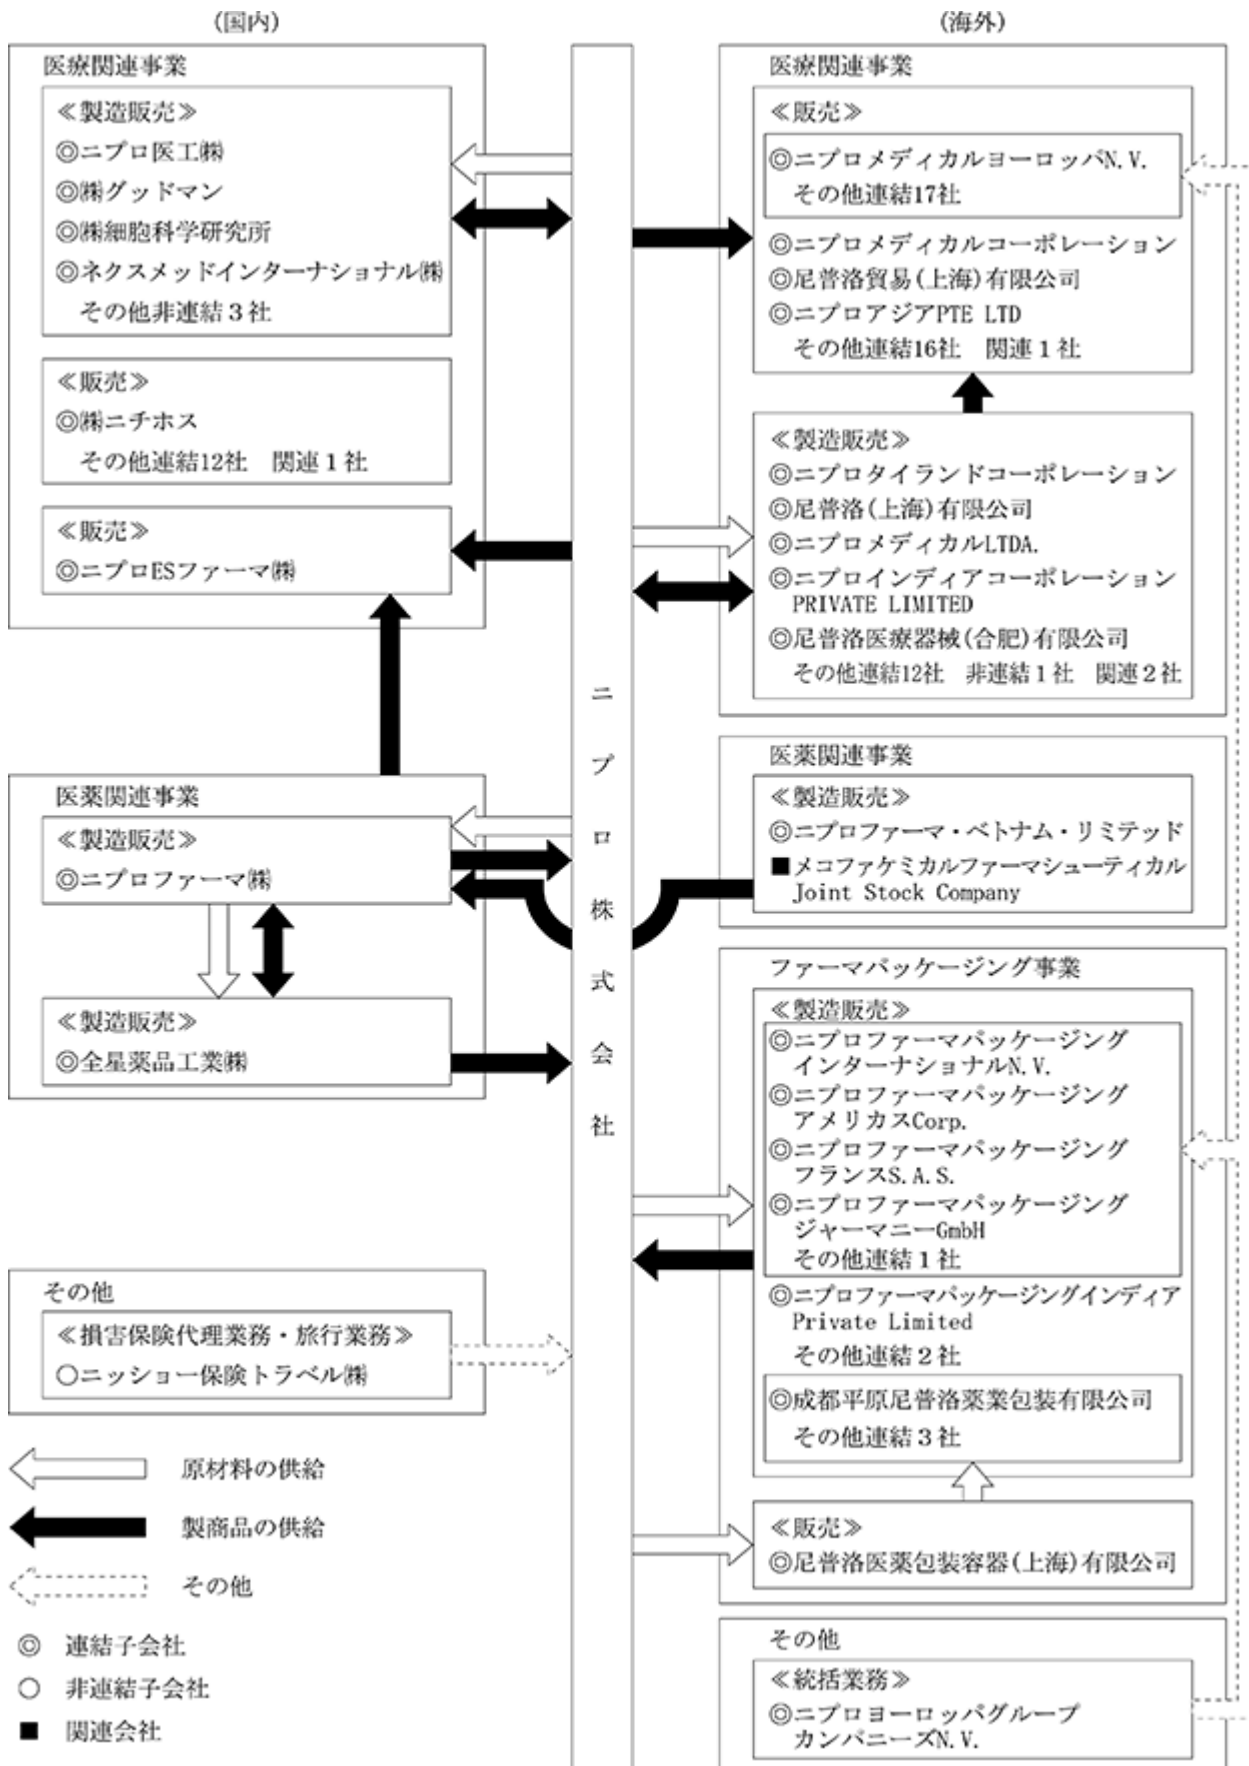 (国内)
医療関連事業
≪製造販売≫
◎ニプロ医工㈱
◎㈱グッドマン
◎㈱細胞科学研究所
◎ネクスメッドインターナショナル㈱
その他非連結３社
≪販売≫
◎㈱ニチホス
その他連結12社 関連１社
≪販売≫
◎ニプロESファーマ㈱
医薬関連事業
≪製造販売≫
◎ニプロファーマ㈱
≪製造販売≫
◎全星薬品工業㈱
その他
≪損害保険代理業務・旅行業務≫
○ニッショー保険トラベル㈱
原材料の供給
製商品の供給
その他
◎ 連結子会社
○ 非連結子会社
■ 関連会社
ニプロ株式会社
(海外)
医療関連事業
≪販売≫
◎ニプロメディカルヨーロッパN.V.
その他連結17社
◎ニプロメディカルコーポレーション
◎尼普洛貿易(上海)有限公司
◎ニプロアジアPTE LTD
その他連結16社 関連１社
≪製造販売≫
◎ニプロタイランドコーポレーション
◎尼普洛(上海)有限公司
◎ニプロメディカルLTDA.
◎ニプロインディアコーポレーション
PRIVATE LIMITED
◎尼普洛医療器械(合肥)有限公司
その他連結12社 非連結１社 関連２社
医薬関連事業
≪製造販売≫
◎ニプロファーマ・ベトナム・リミテッド
■メコファケミカルファーマシューティカル
Joint Stock Company
ファーマパッケージング事業
≪製造販売≫
◎ニプロファーマパッケージング
インターナショナルN.V.
◎ニプロファーマパッケージング
アメリカスCorp.
◎ニプロファーマパッケージング
フランスS.A.S.
◎ニプロファーマパッケージング
ジャーマニーGmbH
その他連結１社
◎ニプロファーマパッケージングインディア
Private Limited
その他連結２社
◎成都平原尼普洛薬業包装有限公司
その他連結３社
≪販売≫
◎尼普洛医薬包装容器(上海)有限公司
その他
≪統括業務≫
◎ニプロヨーロッパグループ
カンパニーズN.V.